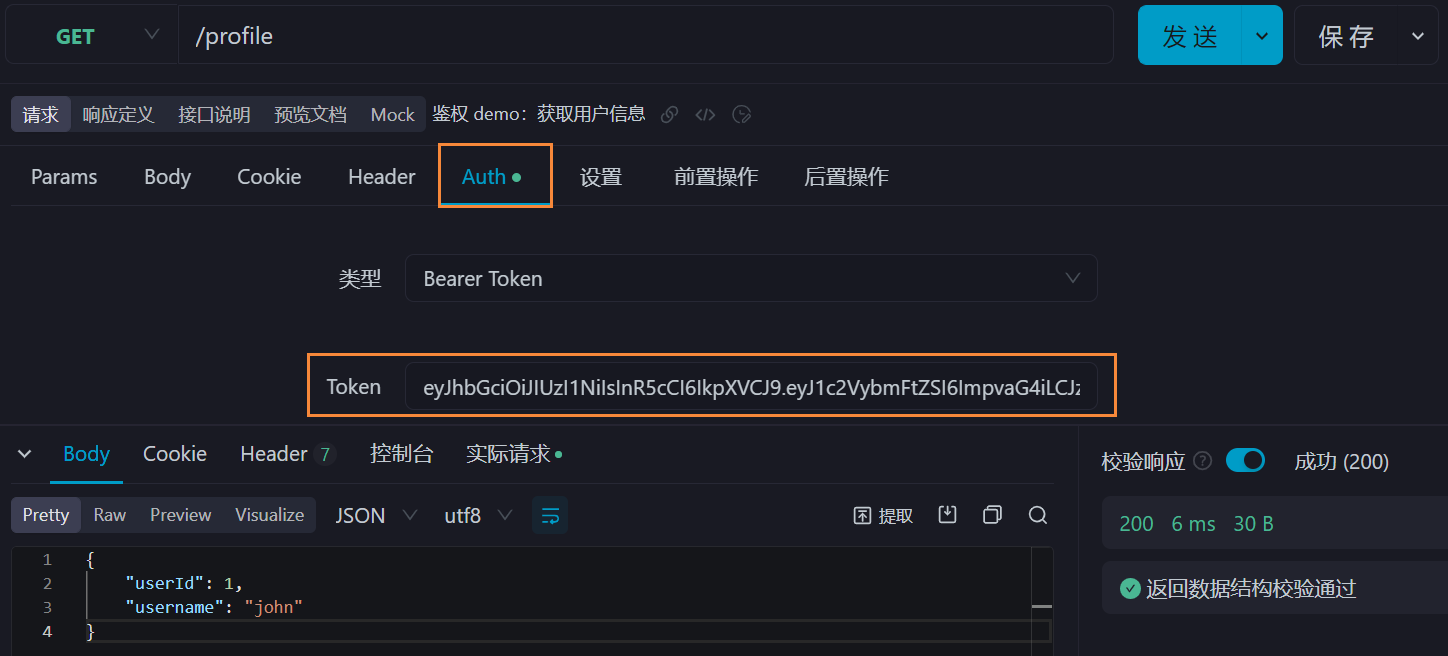 GET /profile 发送 保存
请求 响应定义 接口说明 预览文档 Mock 鉴权 demo：获取用户信息
Params Body Cookie Header Auth 设置 前置操作 后置操作
类型 Bearer Token
Token eyJhbGciOiJIUzI1NiIsInR5cCI6IkpXVCJ9.eyJ1c2VybmFtZSI6ImpvaG4iLCJz
Body Cookie Header 7 控制台 实际请求 校验响应 ? 成功 (200)
Pretty Raw Preview Visualize JSON utf8 提取
200 6 ms 30 B
1 {
2 "userId": 1,
3 "username": "john"
4 }
返回数据结构校验通过